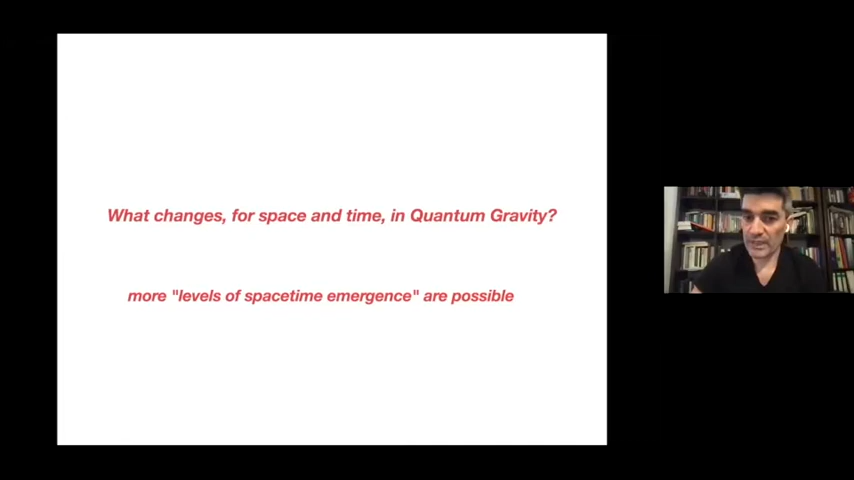 What changes, for space and time, in Quantum Gravity?
more "levels of spacetime emergence" are possible